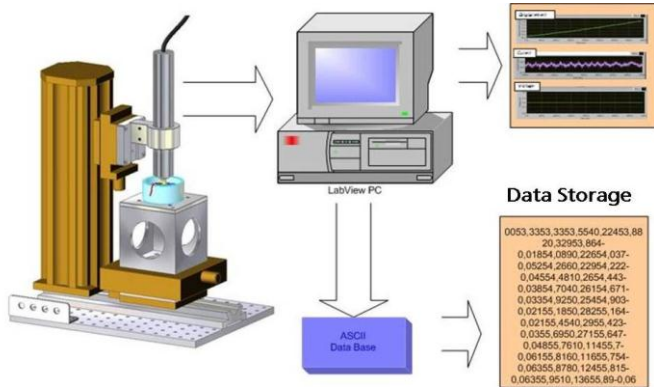 Current
LabView PC
Data Storage
0053,3353,3353,5540,22453,88
20,32953,864-
0,01854,0890,22654,037-
0,05254,2660,22954,222-
0,04554,4810,2654,443-
0,03854,7040,26154,671-
0,03354,9250,25454,903-
0,02155,1850,28255,164-
0,02155,4540,2955,423-
0,0355,6950,27155,647-
0,04855,7610,11455,7-
0,06155,8160,11655,754-
0,06355,8780,12455,815-
0,06355,9510,13655,89-0,06
ASCII
Data Base